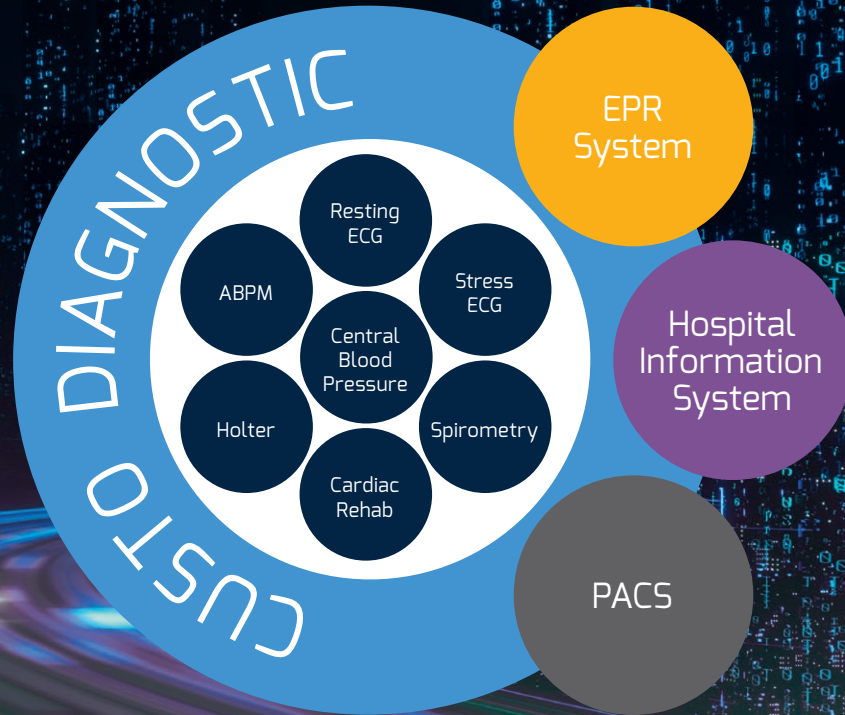 CUSTO DIAGNOSTIC
Resting
ECG
ABPM
Stress
ECG
Central
Blood
Pressure
Holter
Spirometry
Cardiac
Rehab
EPR
System
Hospital
Information
System
PACS